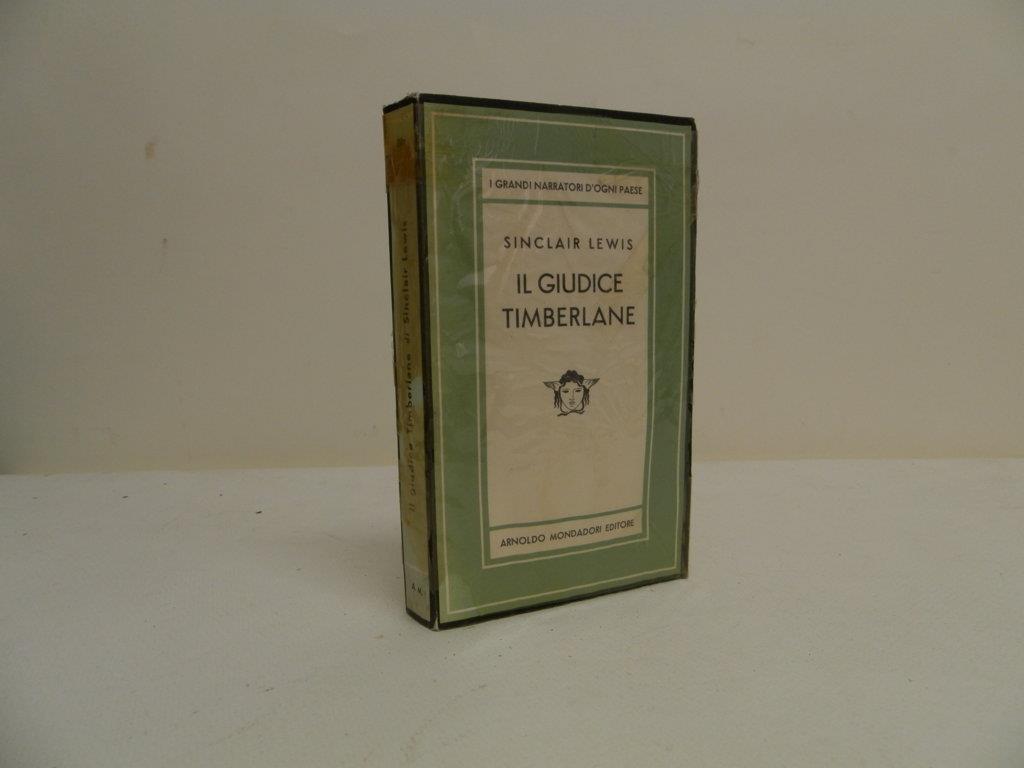 I GRANDI NARRATORI D'OGNI PAESE
SINCLAIR LEWIS
IL GIUDICE
TIMBERLANE
ARNOLDO MONDADORI EDITORE
Il giudice Timberlane di Sinclair Lewis
A. M.